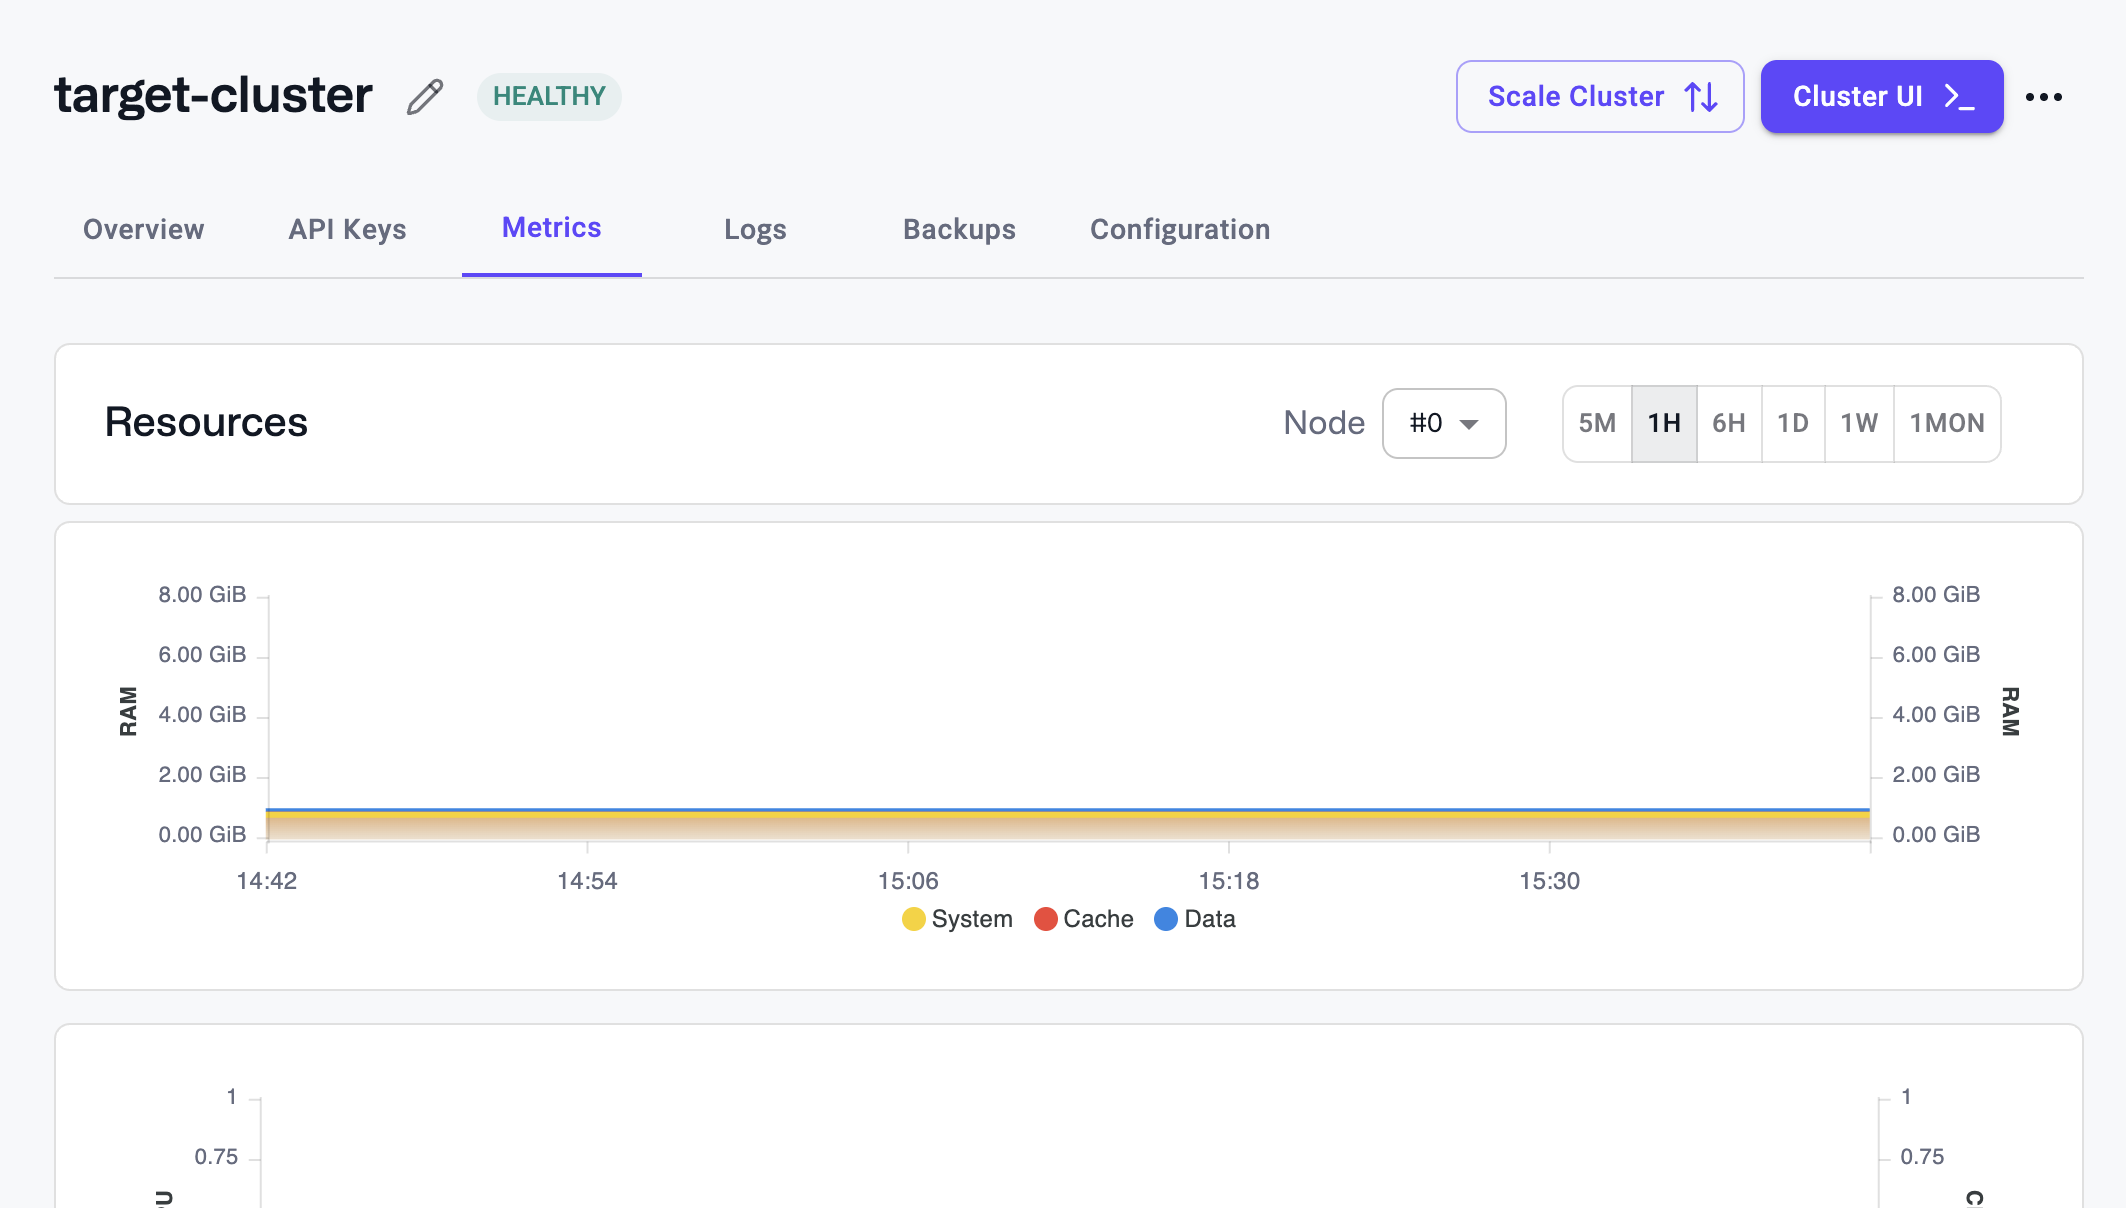 target-cluster HEALTHY Scale Cluster Cluster UI
Overview API Keys Metrics Logs Backups Configuration
Resources Node #0 5M 1H 6H 1D 1W 1MON
8.00 GiB 8.00 GiB
6.00 GiB 6.00 GiB
RAM RAM
4.00 GiB 4.00 GiB
2.00 GiB 2.00 GiB
0.00 GiB 0.00 GiB
14:42 14:54 15:06 15:18 15:30
System Cache Data
1 1
0.75 0.75